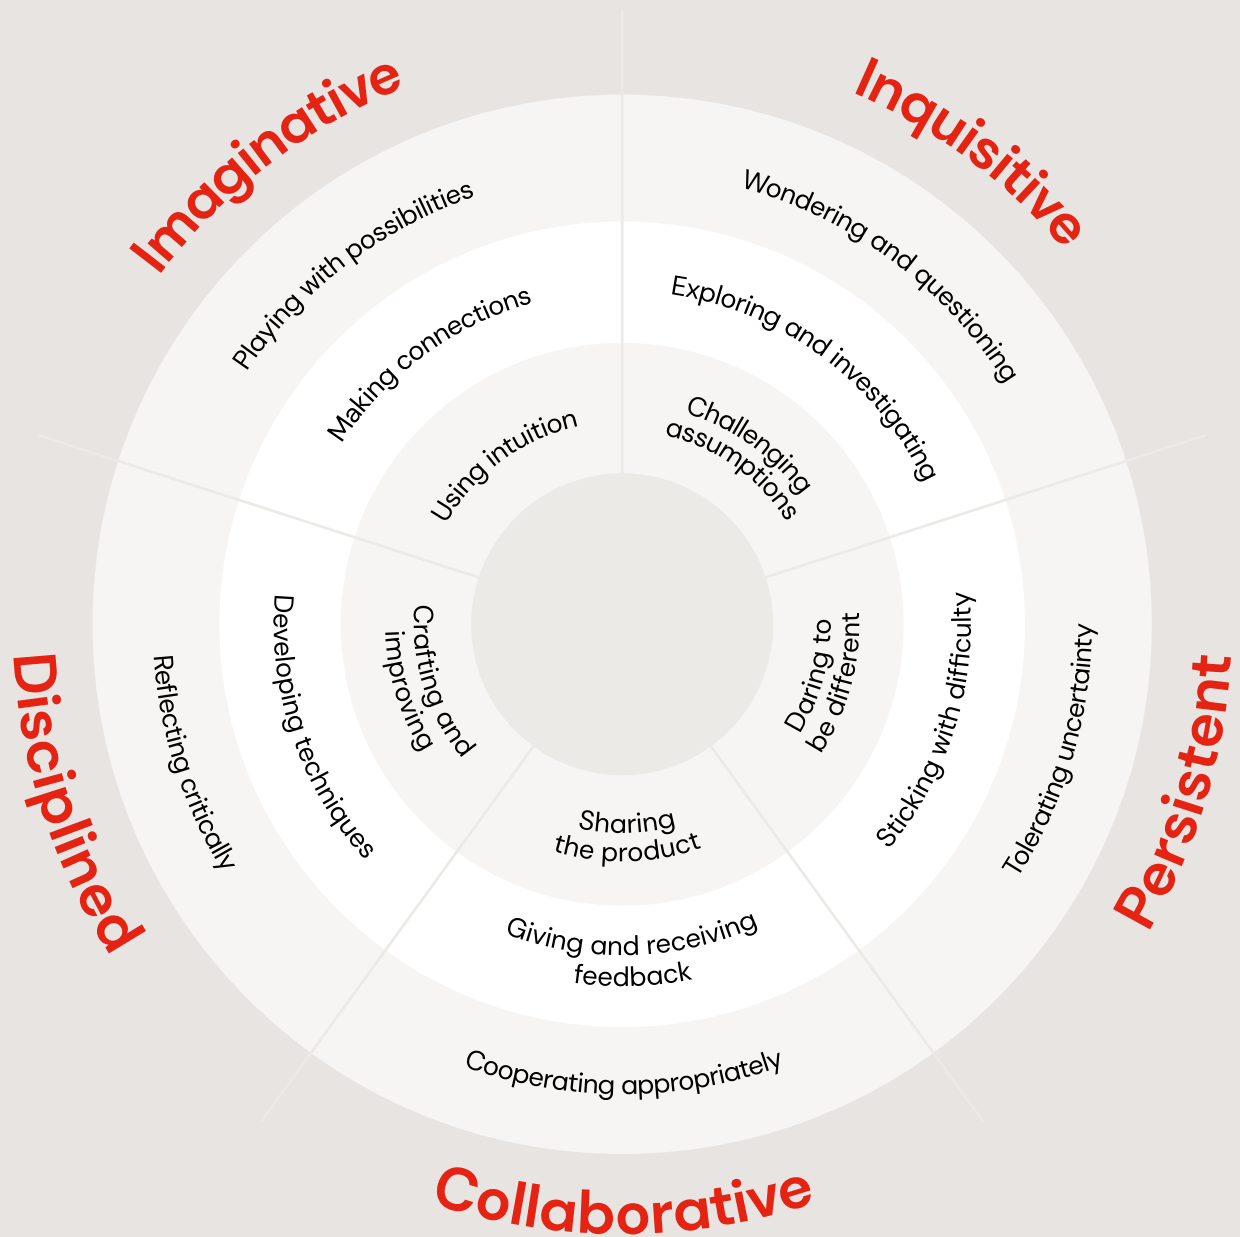 Imaginative
Playing with possibilities
Making connections
Using intuition
Inquisitive
Wondering and questioning
Exploring and investigating
Challenging
assumptions
Persistent
Tolerating uncertainty
Sticking with difficulty
Daring to
be different
Collaborative
Sharing
the product
Giving and receiving
feedback
Cooperating appropriately
Disciplined
Reflecting critically
Developing techniques
Crafting and
improving